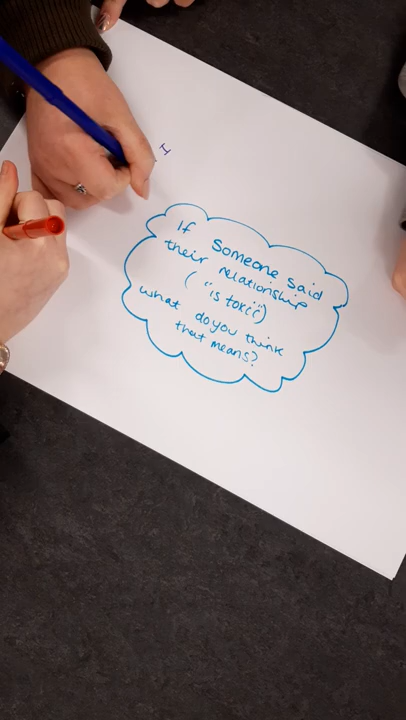 If Someone said
their relationship
("is toxic")
what do you think
that means?